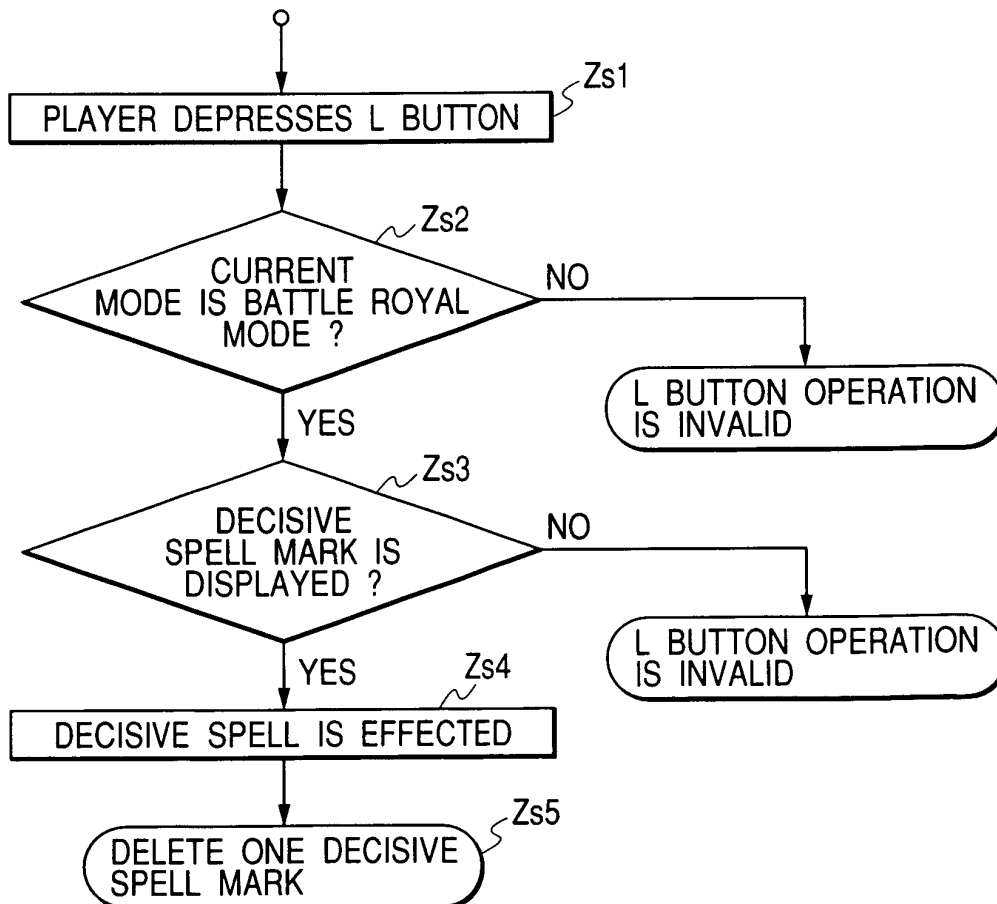 Zs1
PLAYER DEPRESSES L BUTTON
Zs2
CURRENT
MODE IS BATTLE ROYAL
MODE ?
NO
L BUTTON OPERATION
IS INVALID
YES
Zs3
DECISIVE
SPELL MARK IS
DISPLAYED ?
NO
L BUTTON OPERATION
IS INVALID
YES
Zs4
DECISIVE SPELL IS EFFECTED
Zs5
DELETE ONE DECISIVE
SPELL MARK